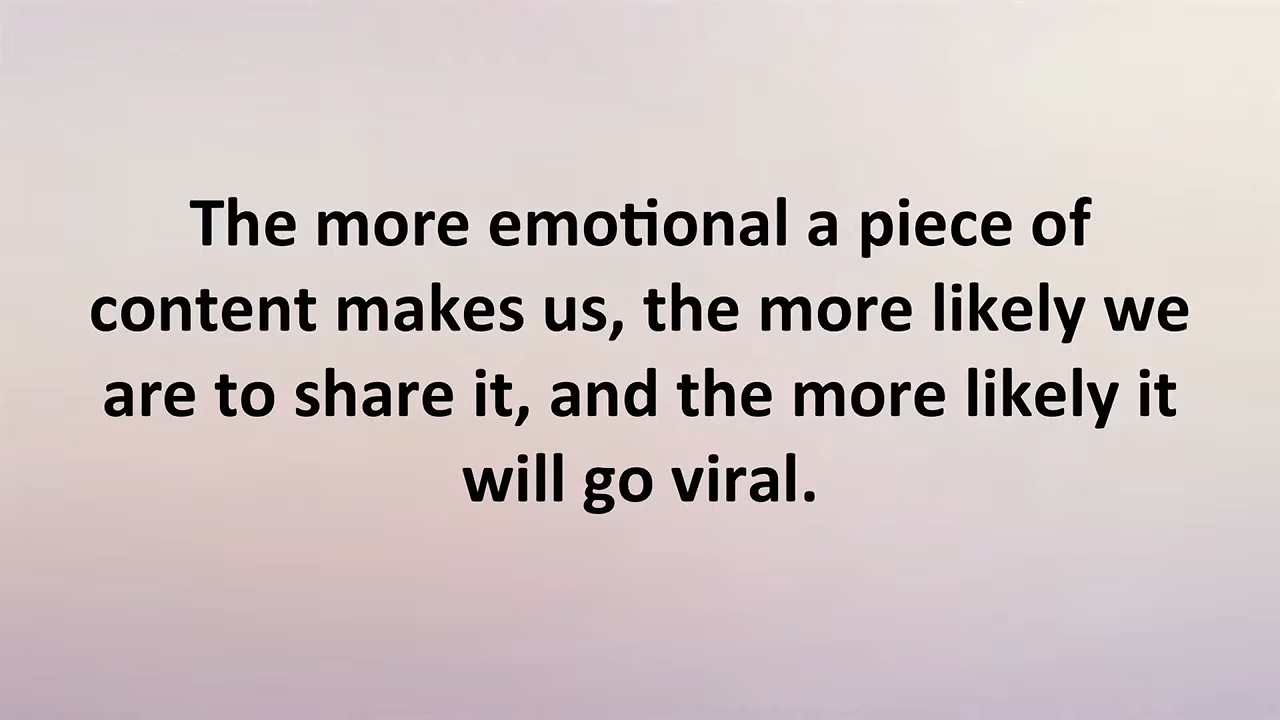 The more emotional a piece of
content makes us, the more likely we
are to share it, and the more likely it
will go viral.